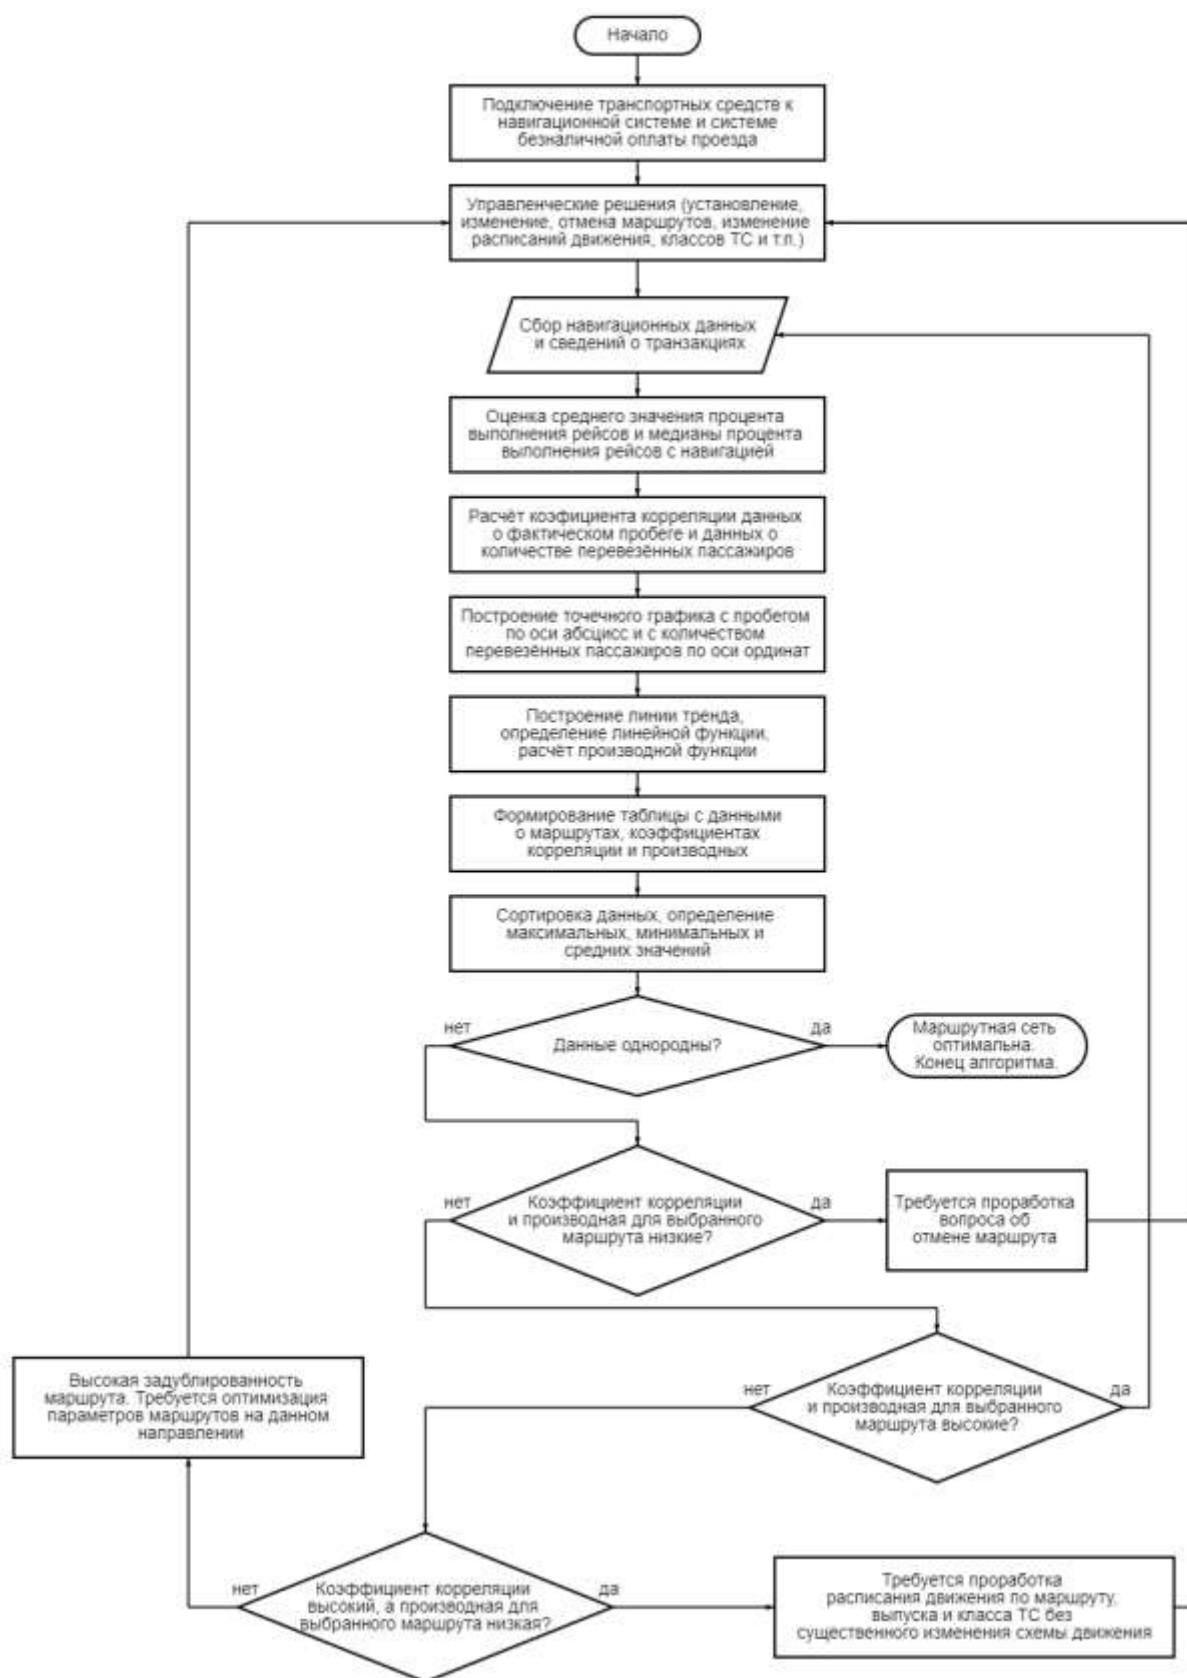 Начало
Подключение транспортных средств к
навигационной системе и системе
безналичной оплаты проезда
Управленческие решения (установление,
изменение, отмена маршрутов, изменение
расписаний движения, классов ТС и т.п.)
Сбор навигационных данных
и сведений о транзакциях
Оценка среднего значения процента
выполнения рейсов и медианы процента
выполнения рейсов с навигацией
Расчёт коэфициента корреляции данных
о фактическом пробеге и данных о
количестве перевезённых пассажиров
Построение точечного графика с пробегом
по оси абсцисс и с количеством
перевезённых пассажиров по оси ординат
Построение линии тренда,
определение линейной функции,
расчёт производной функции
Формирование таблицы с данными
о маршрутах, коэффициентах
корреляции и производных
Сортировка данных, определение
максимальных, минимальных и
средних значений
нет
Данные однородны?
да
Маршрутная сеть
оптимальна.
Конец алгоритма.
нет
Коэффициент корреляции
и производная для выбранного
маршрута низкие?
да
Требуется проработка
вопроса об
отмене маршрута
нет
Коэффициент корреляции
и производная для выбранного
маршрута высокие?
да
Высокая задублированность
маршрута. Требуется оптимизация
параметров маршрутов на данном
направлении
нет
Коэффициент корреляции
высокий, а производная для
выбранного маршрута низкая?
да
Требуется проработка
расписания движения по маршруту,
выпуска и класса ТС без
существенного изменения схемы движения